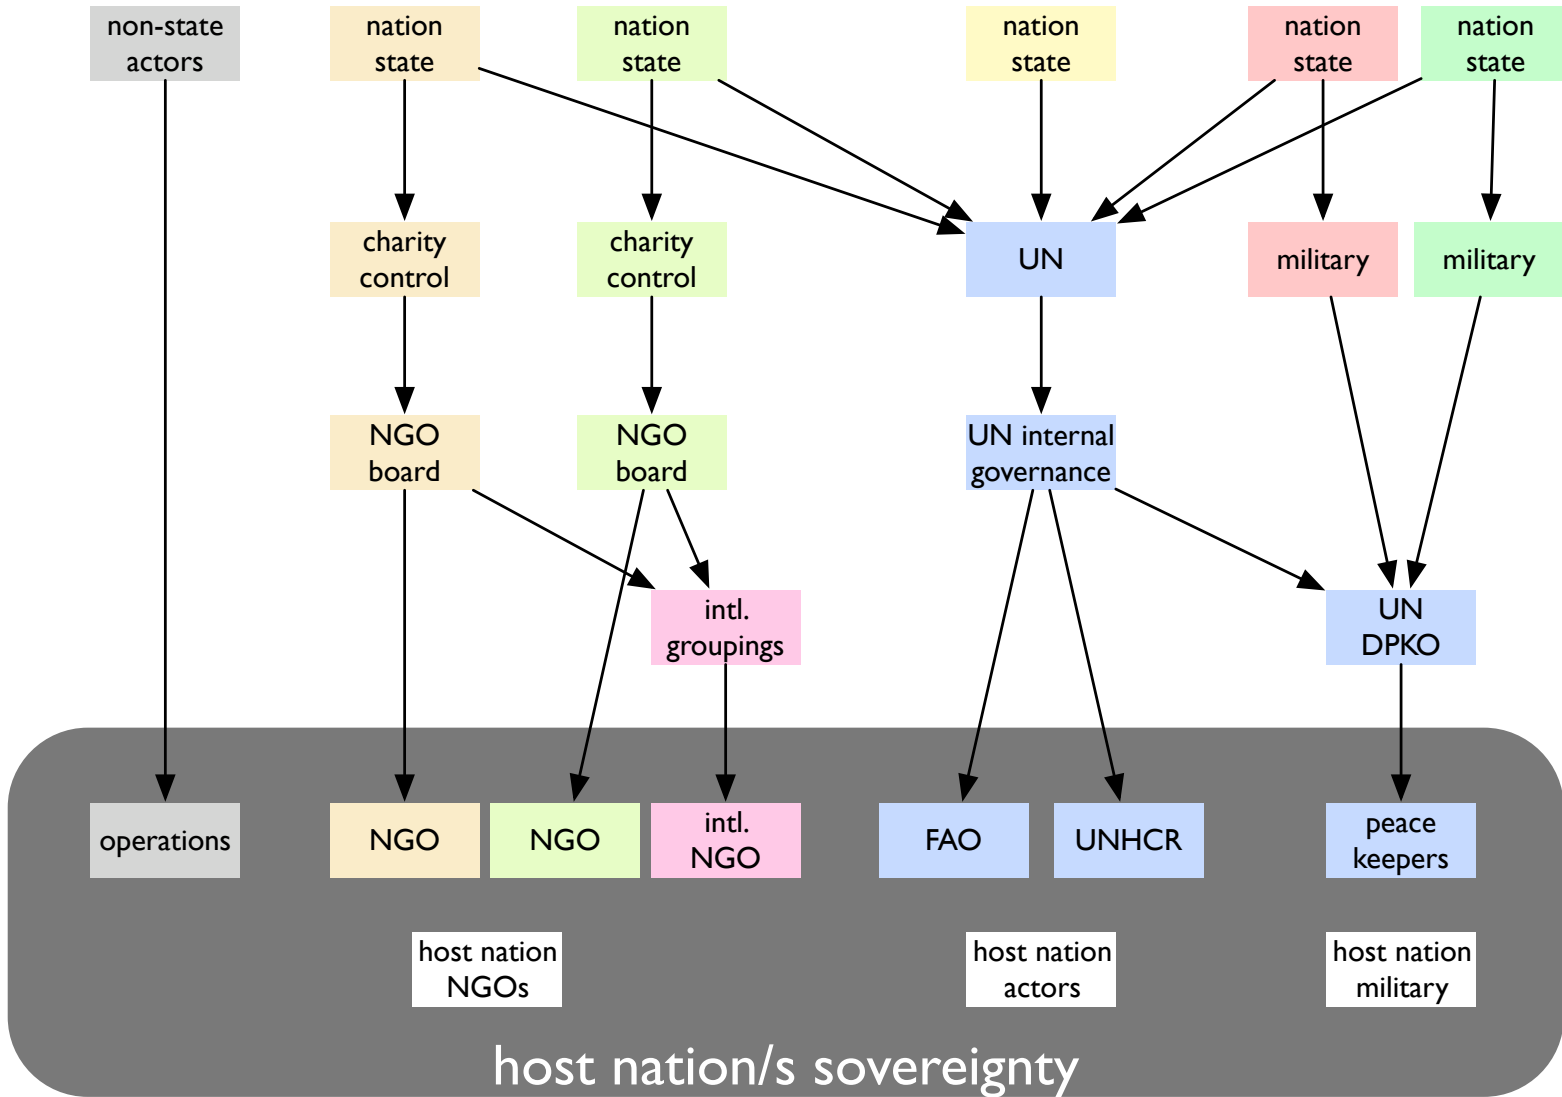 non-state
actors
nation
state
nation
state
nation
state
nation
state
nation
state
charity
control
charity
control
UN
military
military
NGO
board
NGO
board
UN internal
governance
intl.
groupings
UN
DPKO
operations
NGO
NGO
intl.
NGO
FAO
UNHCR
peace
keepers
host nation
NGOs
host nation
actors
host nation
military
host nation/s sovereignty